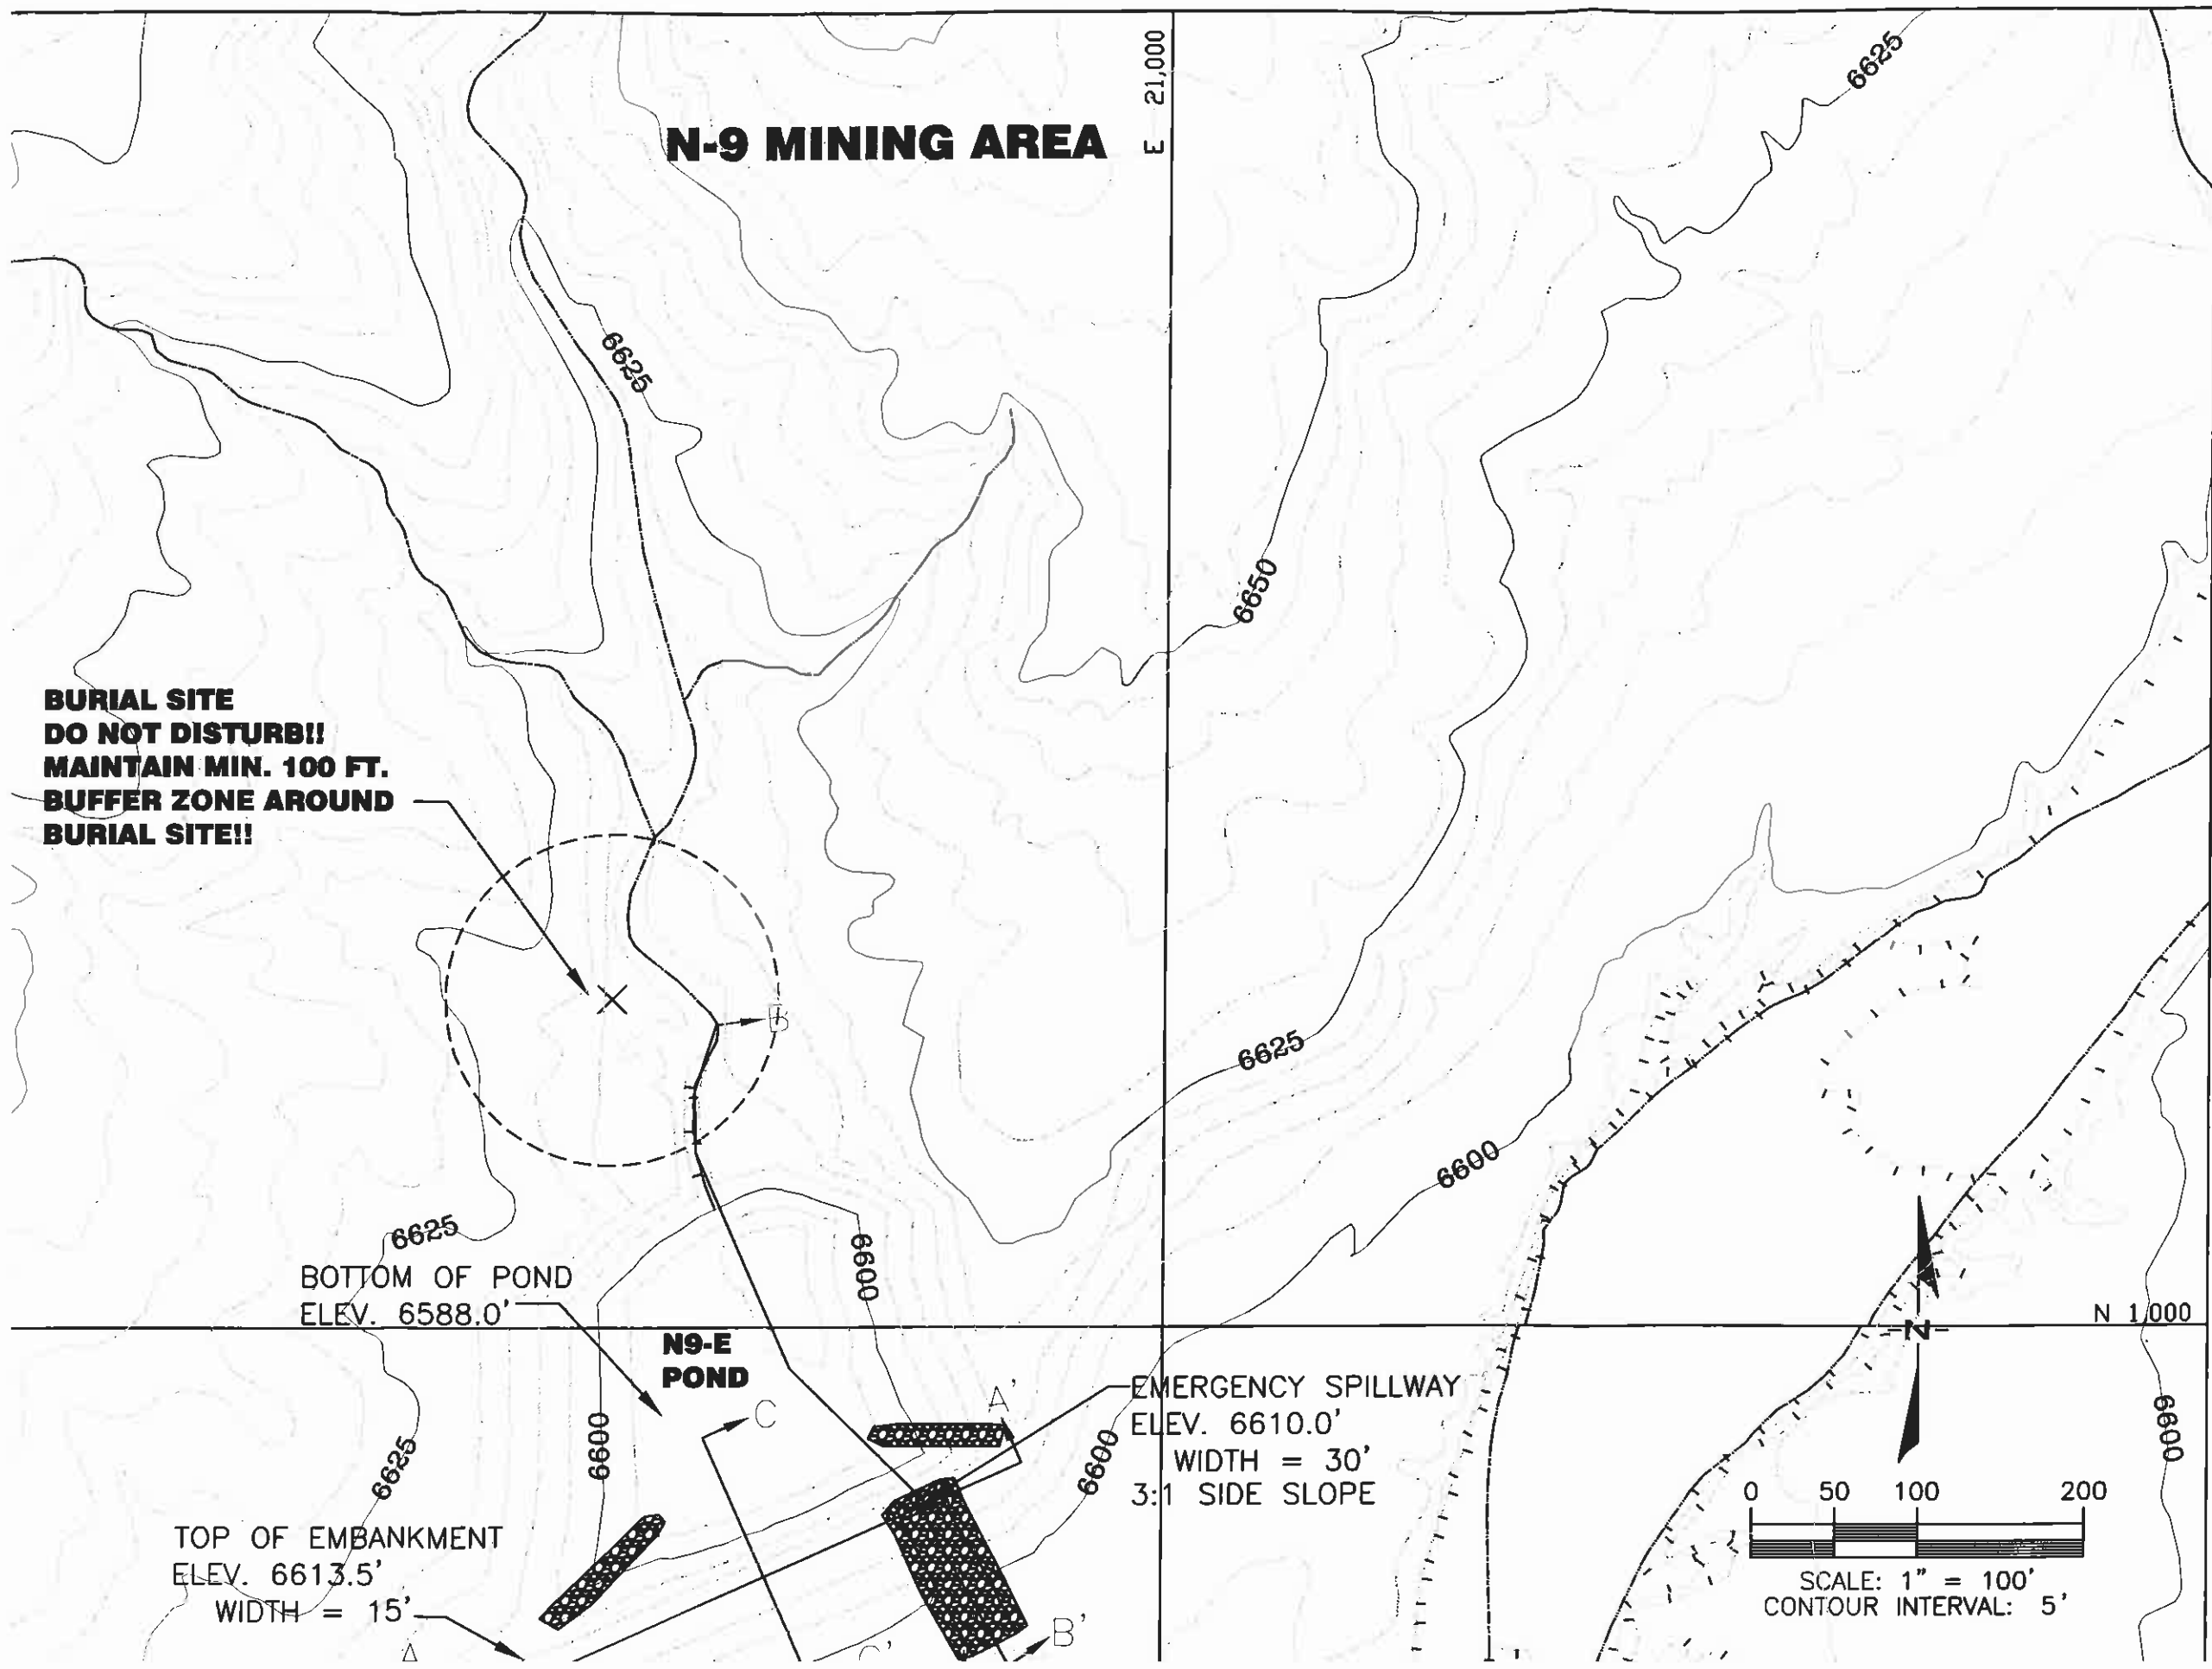 N-9 MINING AREA
E 21,000
6625
6625
6650
BURIAL SITE
DO NOT DISTURB!!
MAINTAIN MIN. 100 FT.
BUFFER ZONE AROUND
BURIAL SITE!!
B
6625
6600
6625
6600
BOTTOM OF POND
ELEV. 6588.0'
N 1,000
N9-E
POND
N
EMERGENCY SPILLWAY
ELEV. 6610.0'
WIDTH = 30'
3:1 SIDE SLOPE
A'
C
6600
6600
6600
6625
0 50 100 200
SCALE: 1" = 100'
CONTOUR INTERVAL: 5'
TOP OF EMBANKMENT
ELEV. 6613.5'
WIDTH = 15'
A
C'
B'